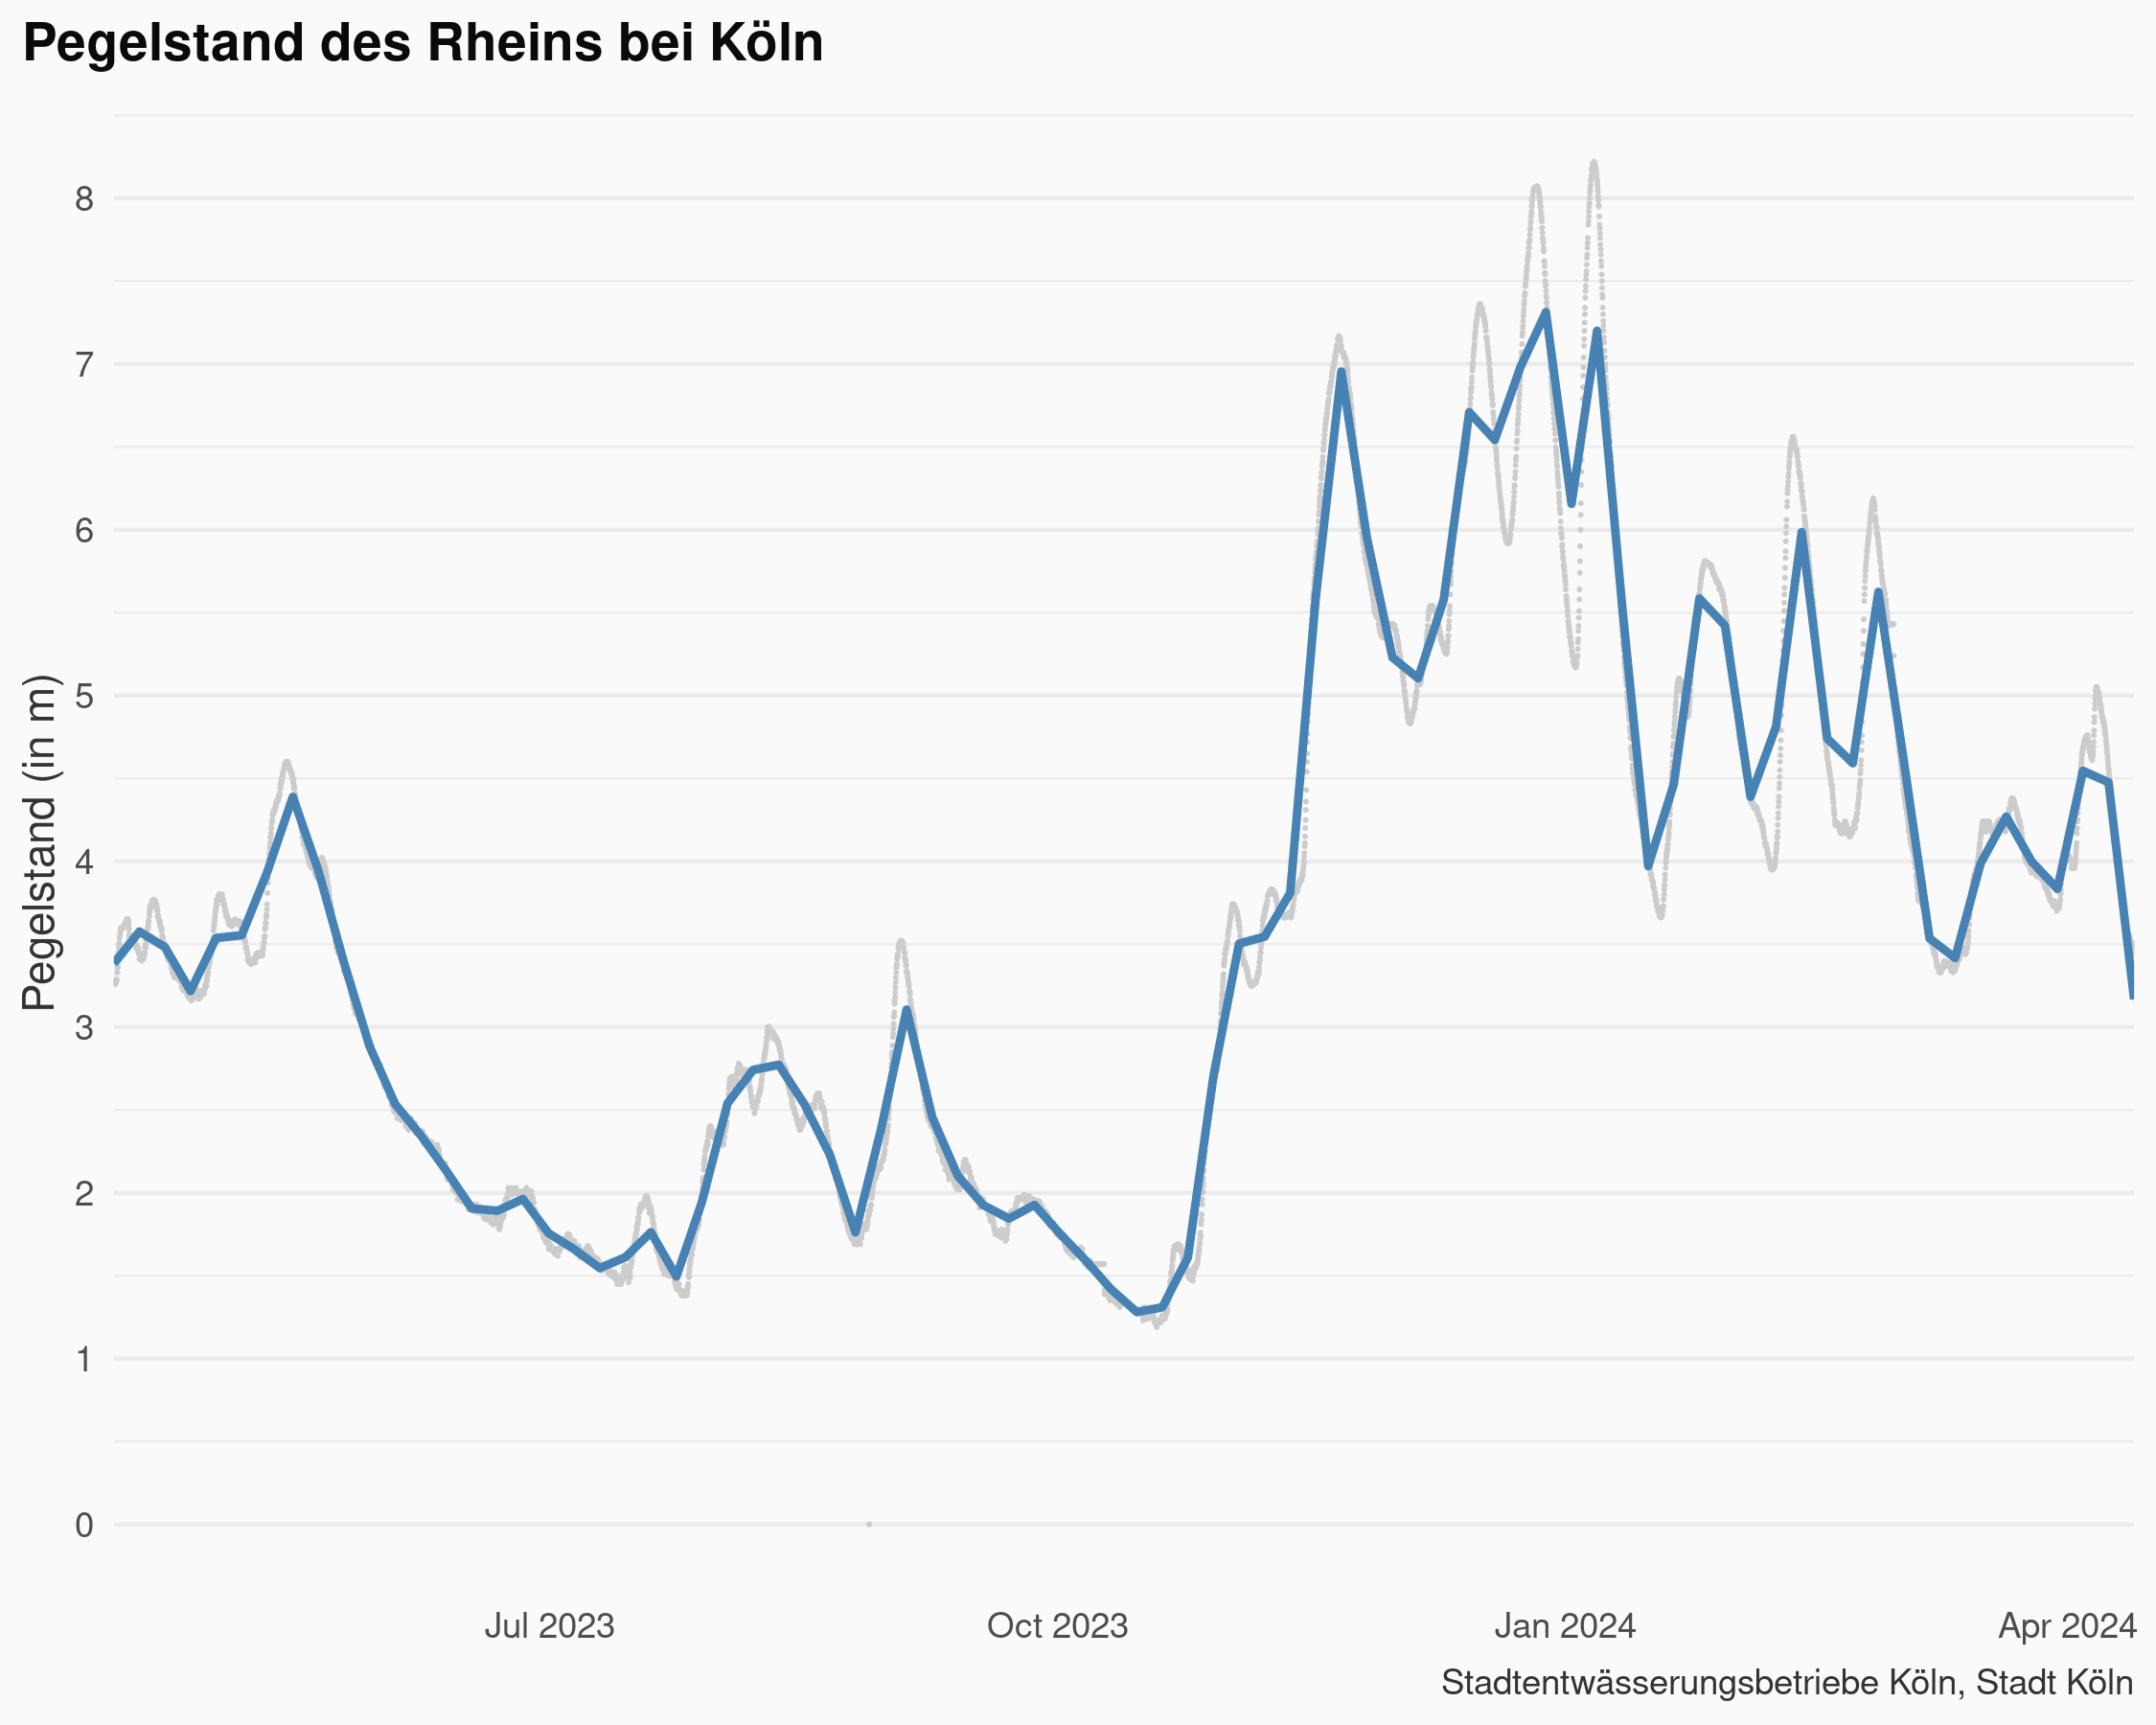 Pegelstand des Rheins bei Köln
Pegelstand (in m)
8
7
6
5
4
3
2
1
0
Jul 2023 Oct 2023 Jan 2024 Apr 2024
Stadtentwässerungsbetriebe Köln, Stadt Köln